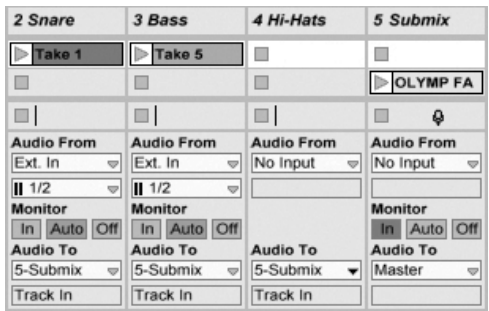 2 Snare 3 Bass 4 Hi-Hats 5 Submix
Take 1 Take 5
OLYMP FA
Audio From Audio From Audio From Audio From
Ext. In Ext. In No Input No Input
1/2 1/2
Monitor Monitor Monitor
In Auto Off In Auto Off In Auto Off
Audio To Audio To Audio To Audio To
5-Submix 5-Submix 5-Submix Master
Track In Track In Track In